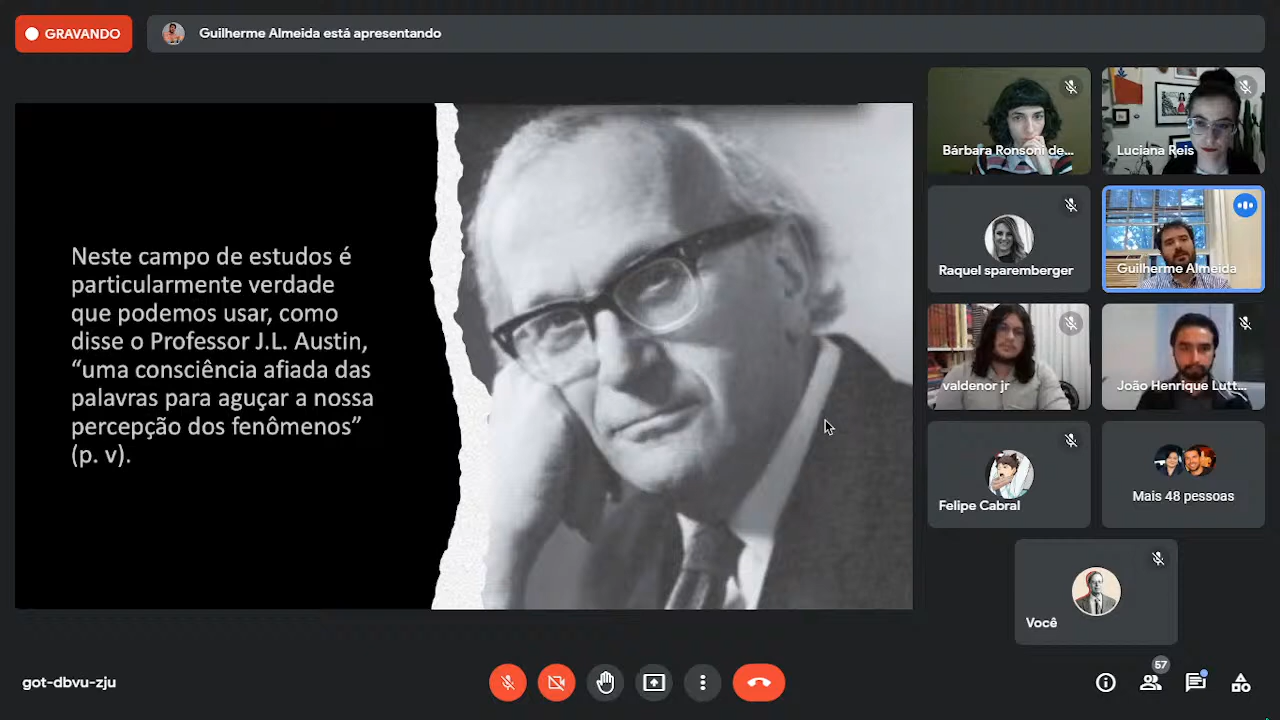 GRAVANDO
Guilherme Almeida está apresentando
Neste campo de estudos é
particularmente verdade
que podemos usar, como
disse o Professor J.L. Austin,
“uma consciência afiada das
palavras para aguçar a nossa
percepção dos fenômenos”
(p. v).
Bárbara Ronsoni de...
Luciana Reis
Raquel sparemberger
Guilherme Almeida
valdenor jr
João Henrique Lutt...
Felipe Cabral
Mais 48 pessoas
Você
got-dbvu-zju
57